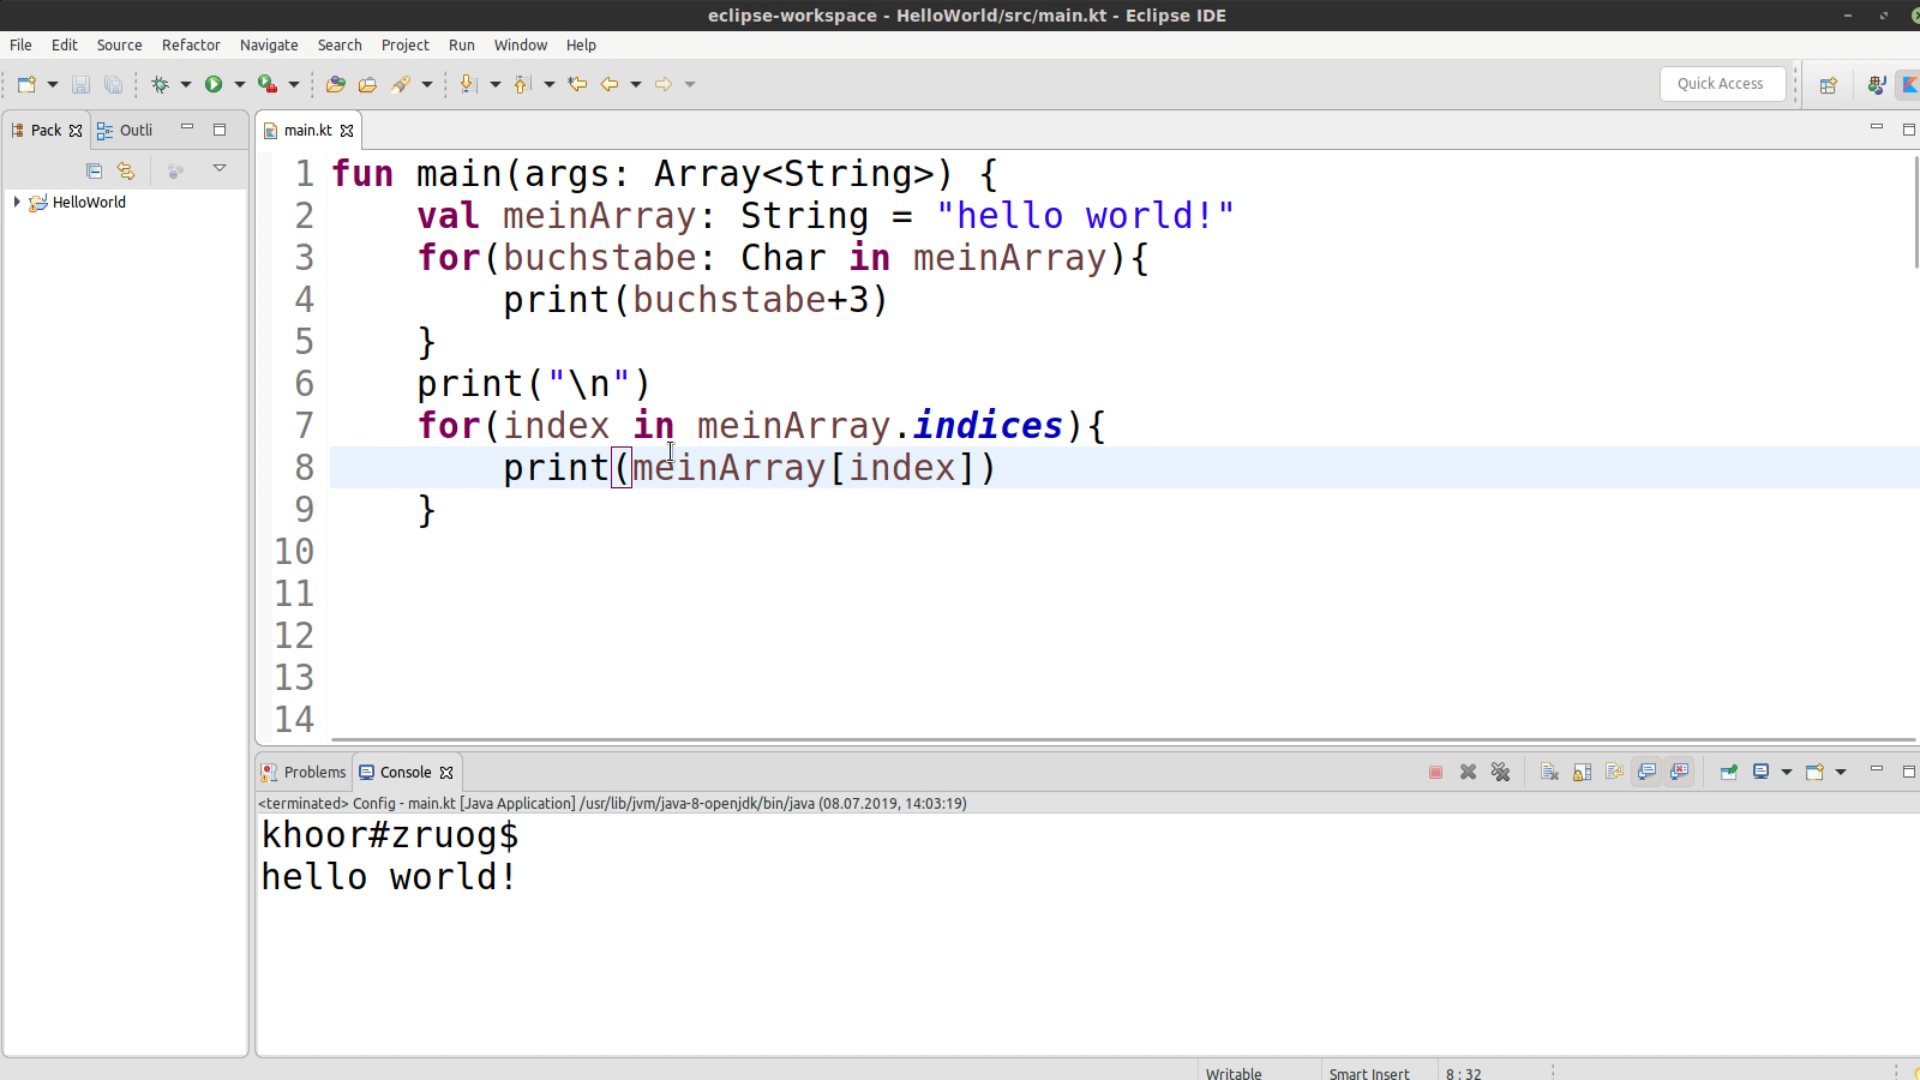 eclipse-workspace - HelloWorld/src/main.kt - Eclipse IDE
File Edit Source Refactor Navigate Search Project Run Window Help
Quick Access
Pack Outli
main.kt
HelloWorld
1 fun main(args: Array<String>) {
2 val meinArray: String = "hello world!"
3 for(buchstabe: Char in meinArray){
4 print(buchstabe+3)
5 }
6 print("\n")
7 for(index in meinArray.indices){
8 print(meinArray[index])
9 }
10
11
12
13
14
Problems Console
<terminated> Config - main.kt [Java Application] /usr/lib/jvm/java-8-openjdk/bin/java (08.07.2019, 14:03:19)
khoor#zruog$
hello world!
Writable Smart Insert 8 : 32